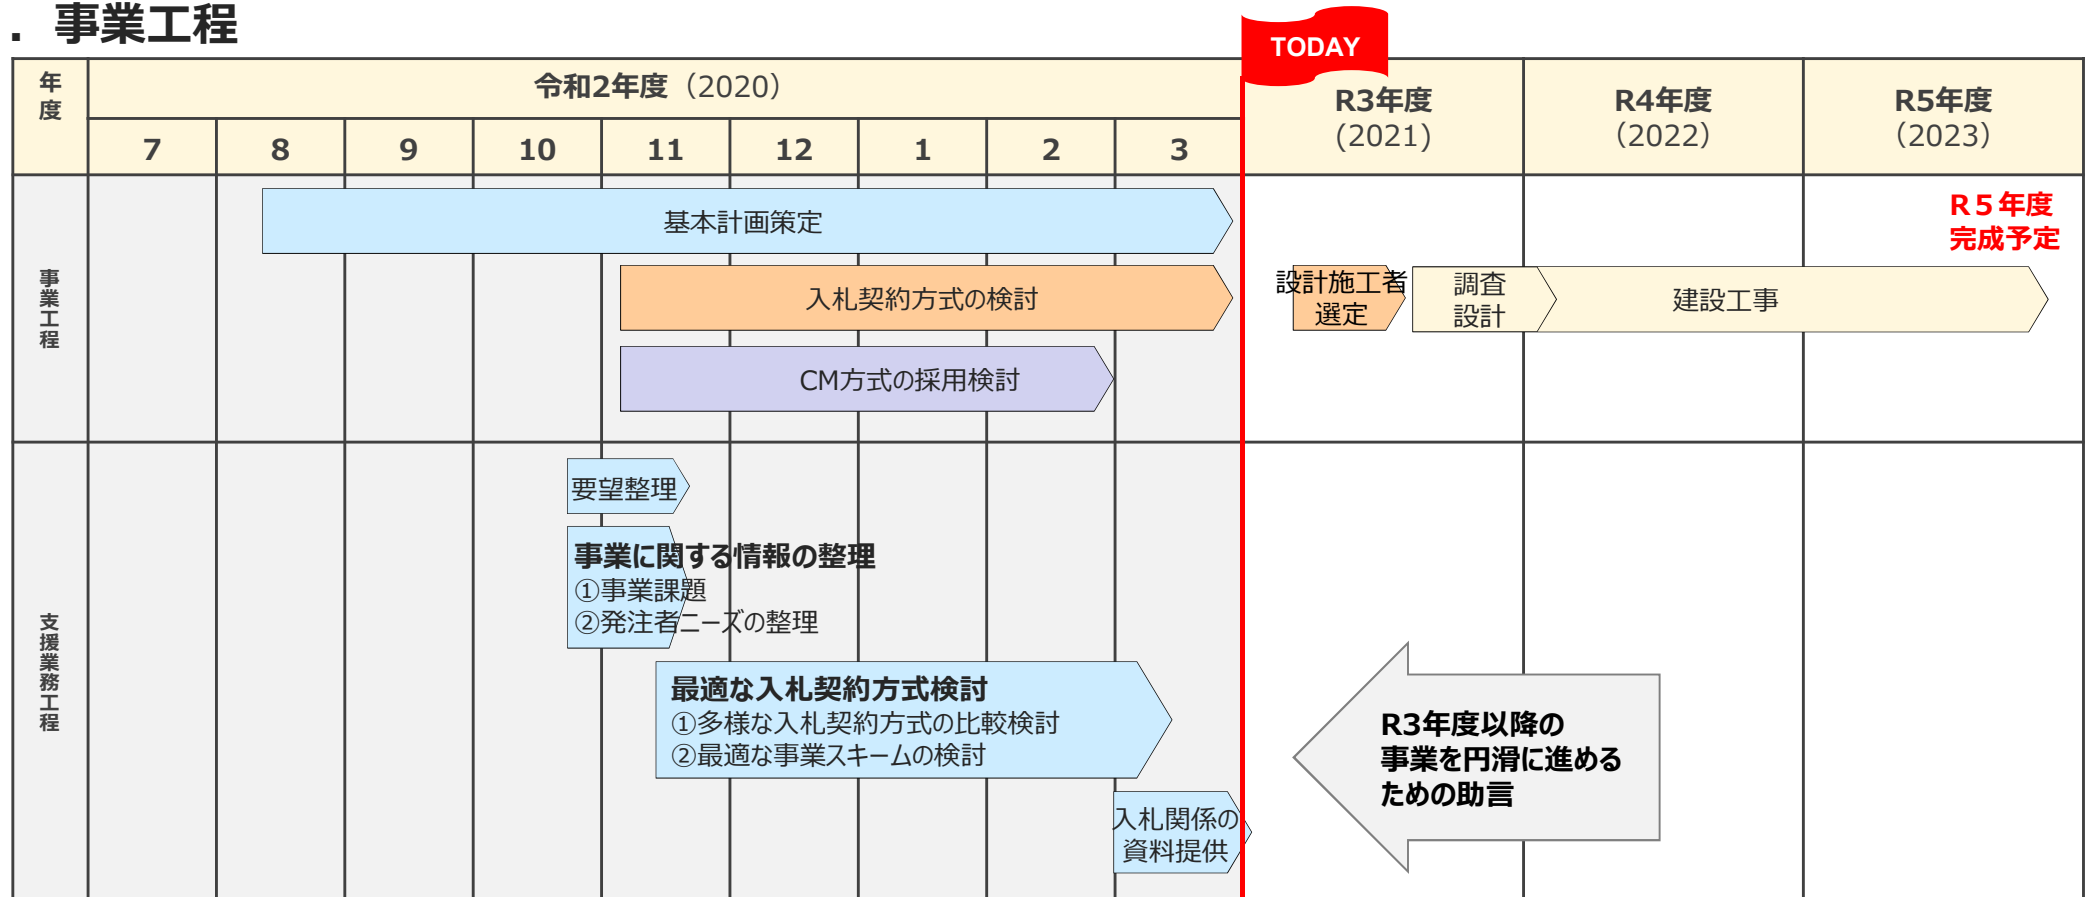 . 事業工程
TODAY
年度
令和2年度（2020）
R3年度
(2021)
R4年度
（2022）
R5年度
（2023）
7 8 9 10 11 12 1 2 3
事業工程
基本計画策定
R５年度
完成予定
入札契約方式の検討
設計施工者
選定
調査
設計
建設工事
CM方式の採用検討
支援業務工程
要望整理
事業に関する情報の整理
①事業課題
②発注者ニーズの整理
最適な入札契約方式検討
①多様な入札契約方式の比較検討
②最適な事業スキームの検討
R3年度以降の
事業を円滑に進める
ための助言
入札関係の
資料提供